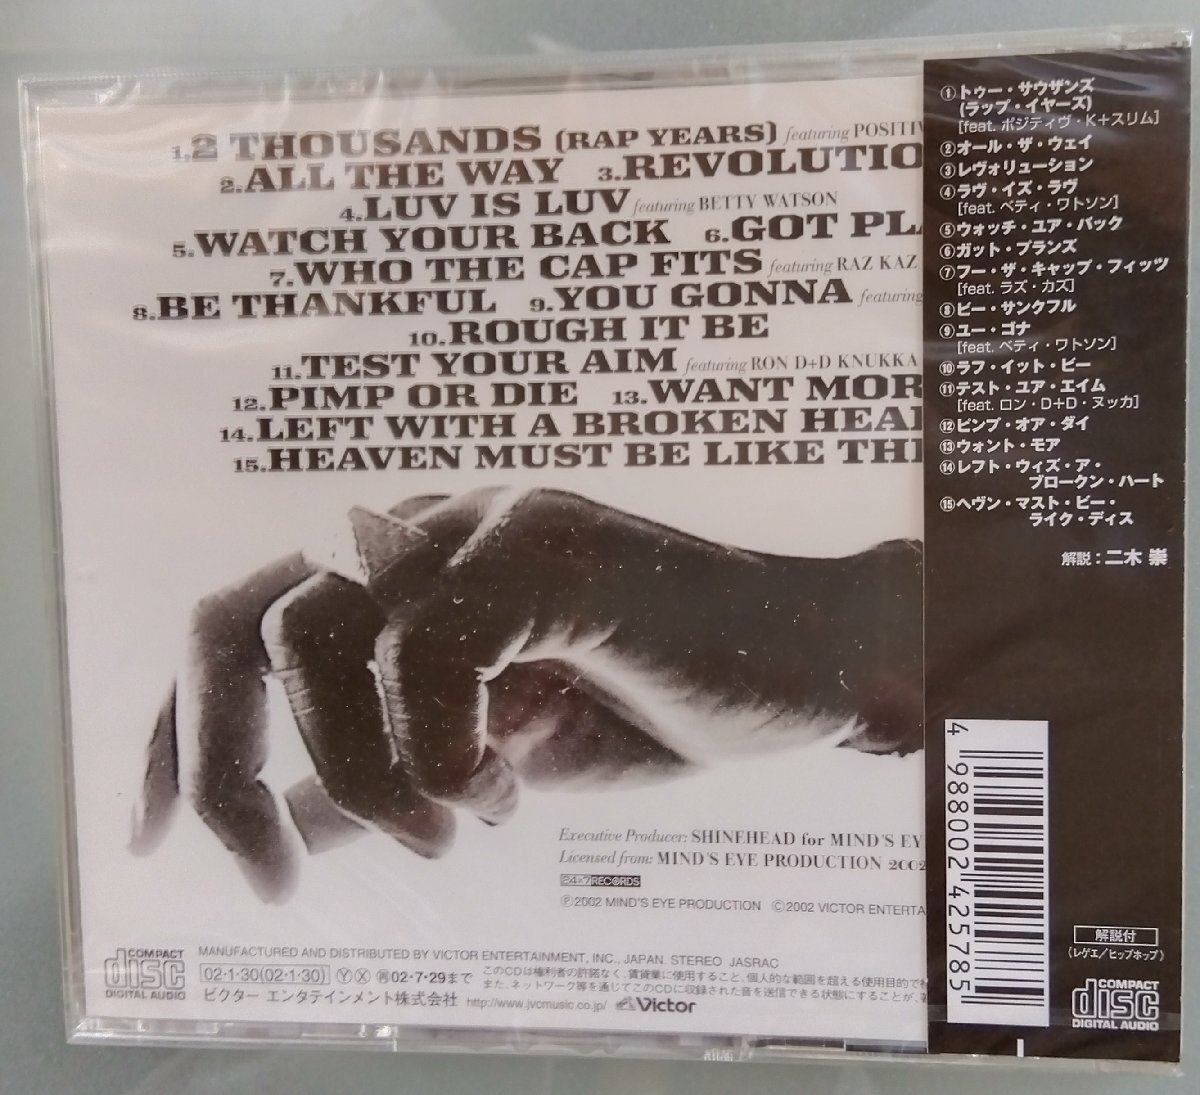 1.2 THOUSANDS (RAP YEARS) featuring POSITIV
2.ALL THE WAY 3.REVOLUTIO
4.LUV IS LUV featuring BETTY WATSON
5.WATCH YOUR BACK 6.GOT PLA
7.WHO THE CAP FITS featuring RAZ KAZ
8.BE THANKFUL 9.YOU GONNA featuring
10.ROUGH IT BE
11.TEST YOUR AIM featuring RON D+D KNUKKA
12.PIMP OR DIE 13.WANT MOR
14.LEFT WITH A BROKEN HEA
15.HEAVEN MUST BE LIKE THI
Executive Producer: SHINEHEAD for MIND'S EY
Licensed from: MIND'S EYE PRODUCTION 2002
24×7 RECORDS
Ⓟ2002 MIND'S EYE PRODUCTION Ⓒ2002 VICTOR ENTERTA
COMPACT
disc
DIGITAL AUDIO
MANUFACTURED AND DISTRIBUTED BY VICTOR ENTERTAINMENT, INC., JAPAN. STEREO JASRAC
02・1・30(02・1・30) Ⓨ Ⓧ ㊢02・7・29まで
このCDは権利者の許諾なく、賃貸業に使用すること、個人的な範囲を超える使用目的で
また、ネットワーク等を通じてこのCDに収録された音を送信できる状態にすることが、
ビクター エンタテインメント株式会社 http://www.jvcmusic.co.jp/ Victor
①トゥー・サウザンズ
(ラップ・イヤーズ)
[feat. ポジティヴ・K+スリム]
②オール・ザ・ウェイ
③レヴォリューション
④ラヴ・イズ・ラヴ
[feat. ベティ・ワトソン]
⑤ウォッチ・ユア・バック
⑥ガット・プランズ
⑦フー・ザ・キャップ・フィッツ
[feat. ラズ・カズ]
⑧ビー・サンクフル
⑨ユー・ゴナ
[feat. ベティ・ワトソン]
⑩ラフ・イット・ビー
⑪テスト・ユア・エイム
[feat. ロン・D+D・ヌッカ]
⑫ピンプ・オア・ダイ
⑬ウォント・モア
⑭レフト・ウィズ・ア・
ブロークン・ハート
⑮ヘヴン・マスト・ビー・
ライク・ディス
解説：二木 崇
4 988002 425785
解説付
(レゲエ/ヒップホップ)
COMPACT
disc
DIGITAL AUDIO